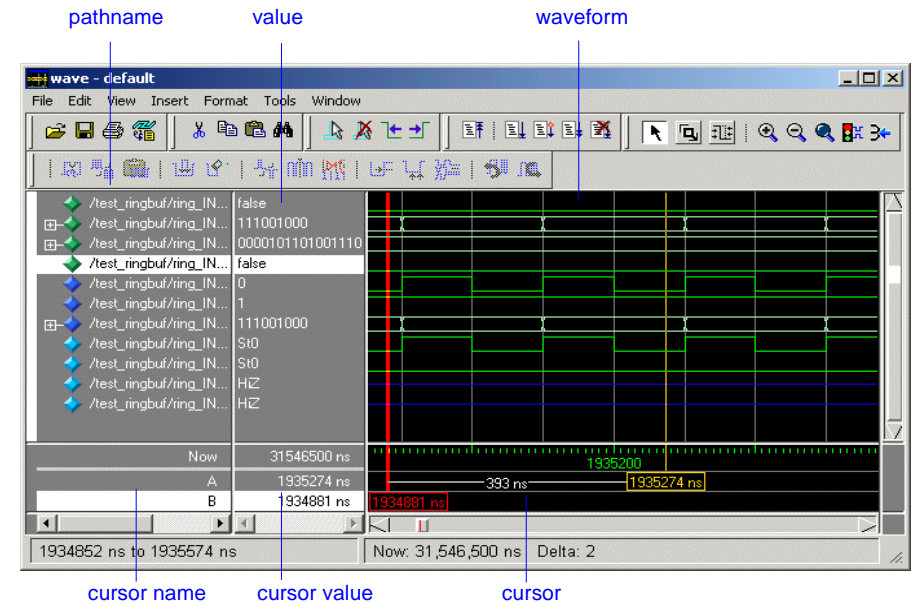 pathname value waveform
wave - default
File Edit View Insert Format Tools Window
/test_ringbuf/ring_IN... false
/test_ringbuf/ring_IN... 111001000
/test_ringbuf/ring_IN... 0000101101001110
/test_ringbuf/ring_IN... false
/test_ringbuf/ring_IN... 0
/test_ringbuf/ring_IN... 1
/test_ringbuf/ring_IN... 111001000
/test_ringbuf/ring_IN... St0
/test_ringbuf/ring_IN... St0
/test_ringbuf/ring_IN... HiZ
/test_ringbuf/ring_IN... HiZ
Now 31546500 ns 1935200
A 1935274 ns 393 ns 1935274 ns
B 1934881 ns 1934881 ns
1934852 ns to 1935574 ns Now: 31,546,500 ns Delta: 2
cursor name cursor value cursor